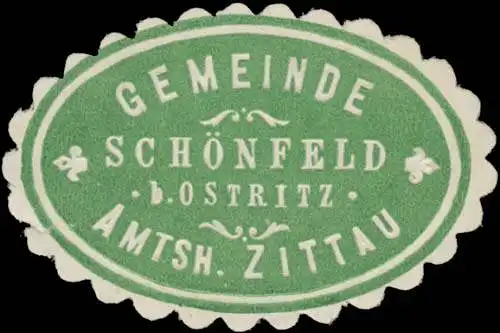 GEMEINDE
SCHÖNFELD
· b. OSTRITZ ·
AMTSH. ZITTAU